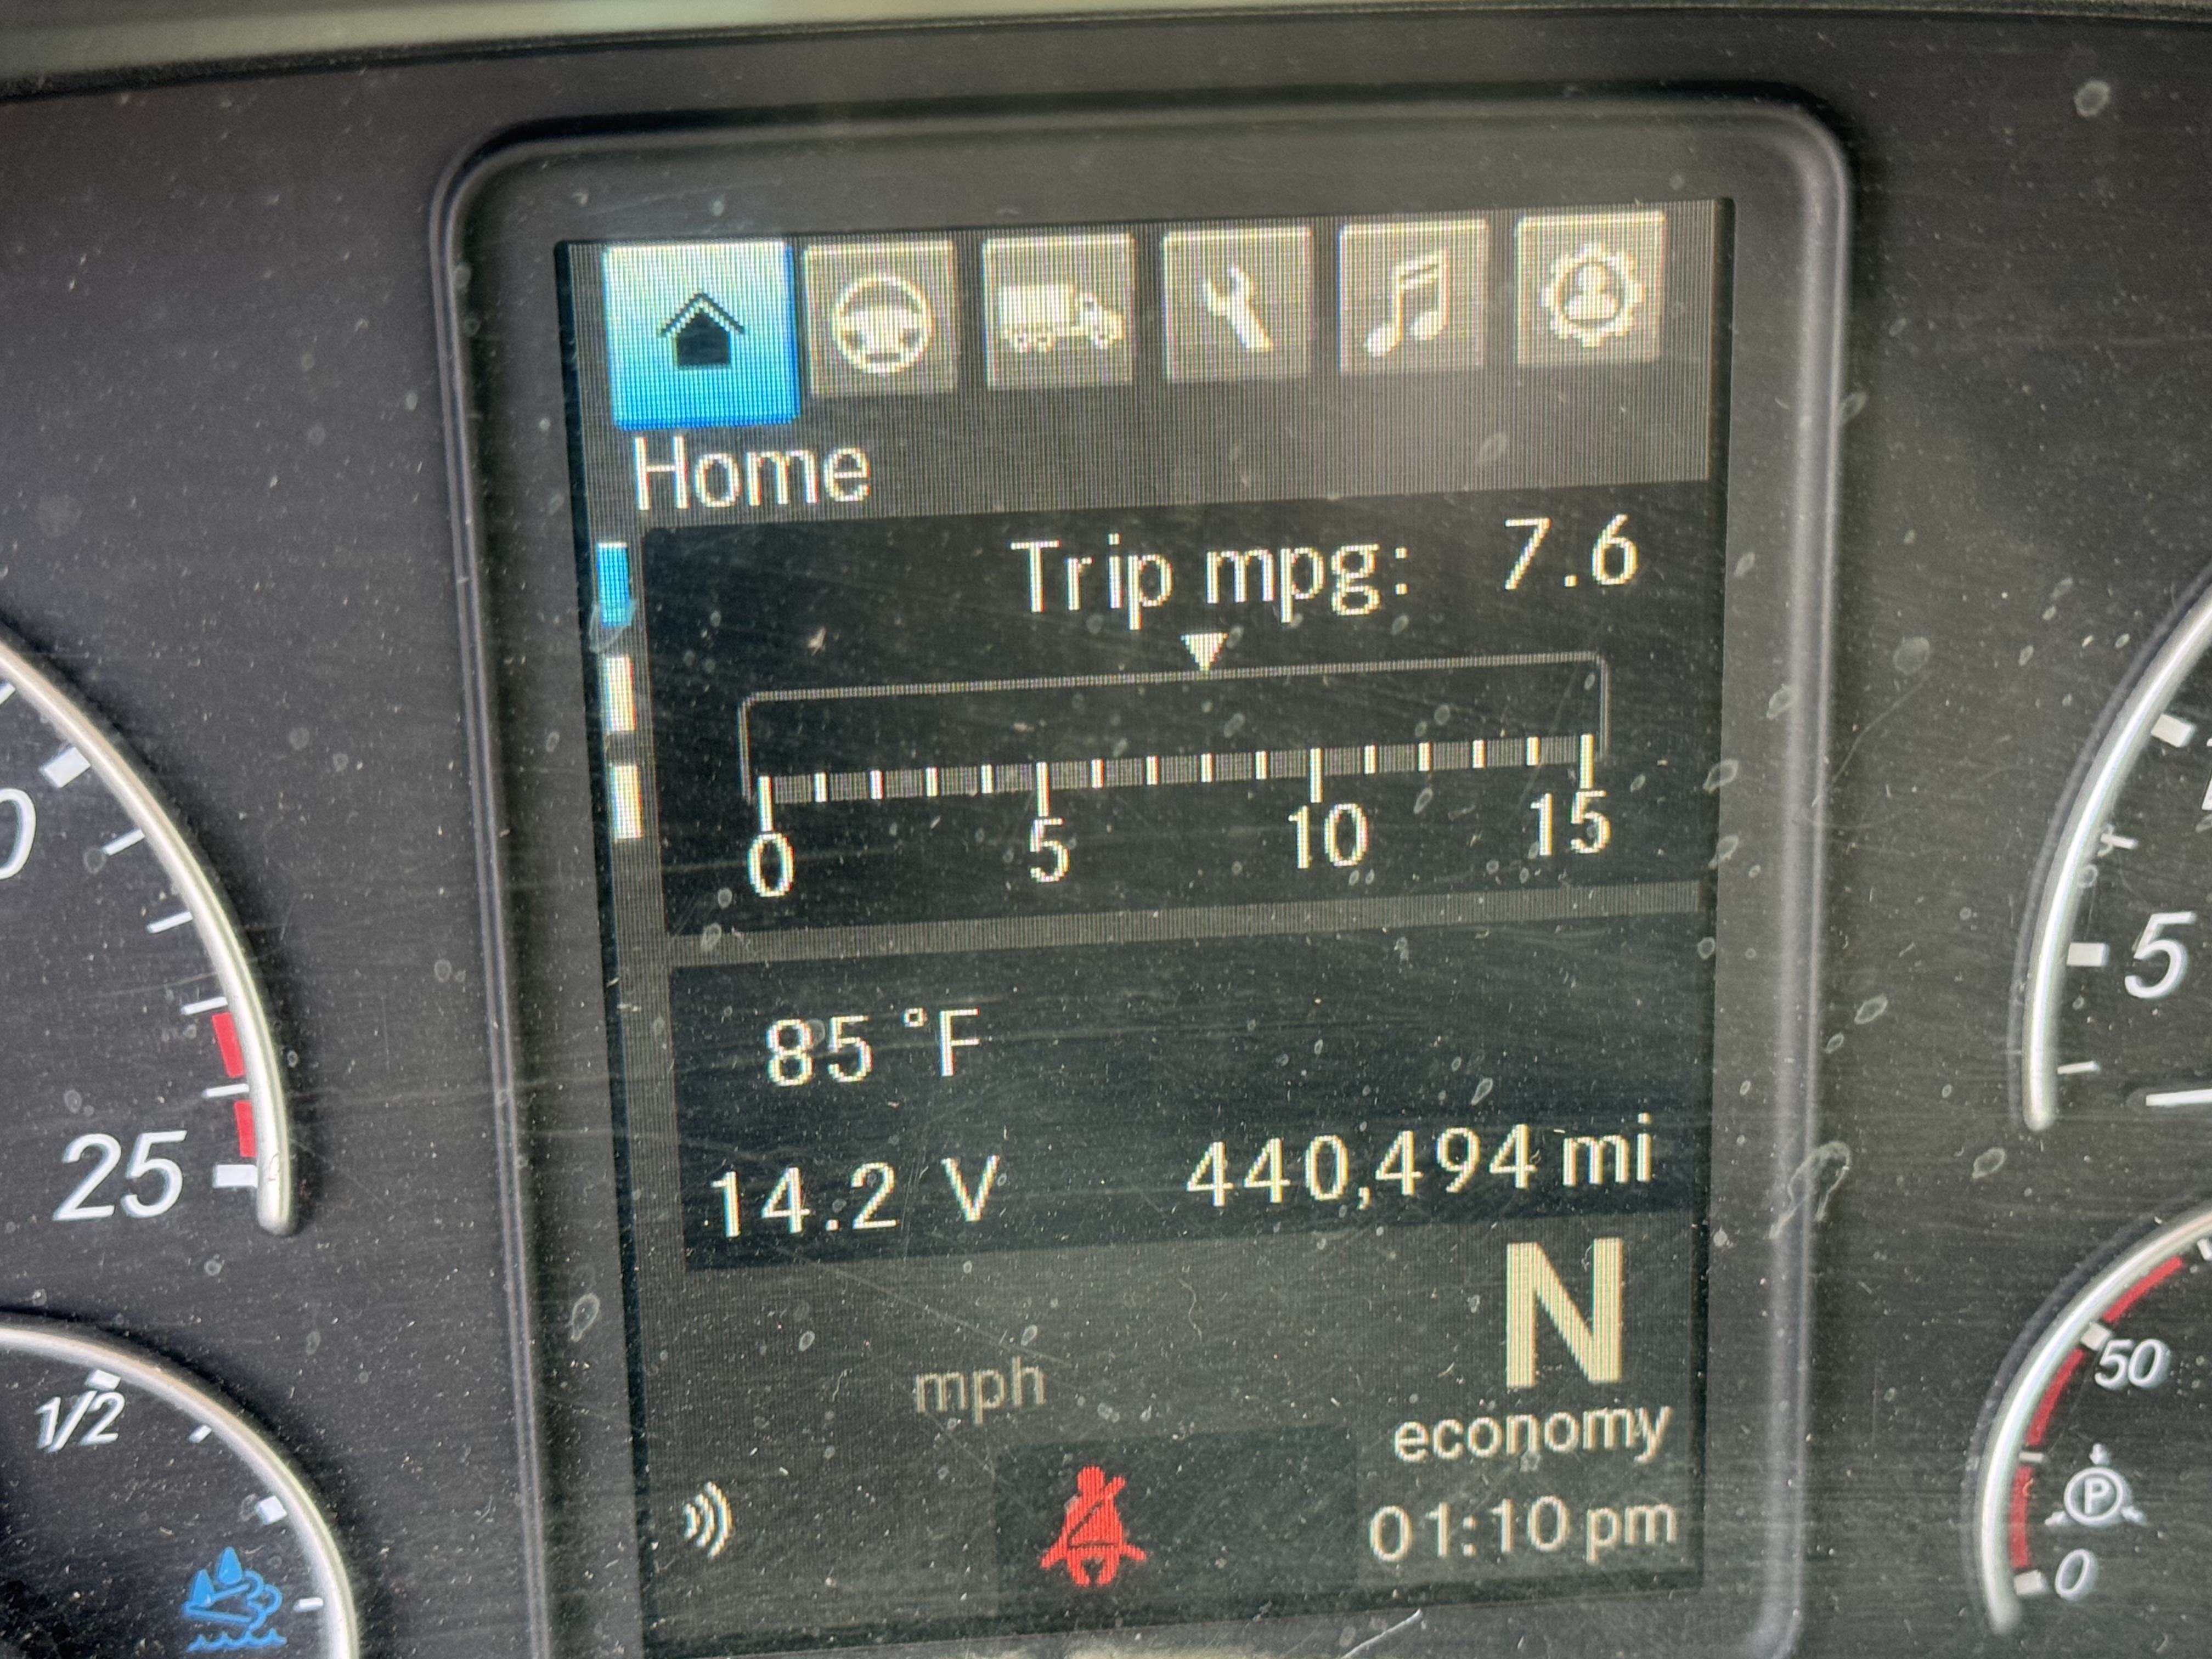 Home
Trip mpg: 7.6
0 5 10 15
85 °F
14.2 V 440,494 mi
N
mph
economy
01:10 pm
0
25
1/2
5
50
P
0